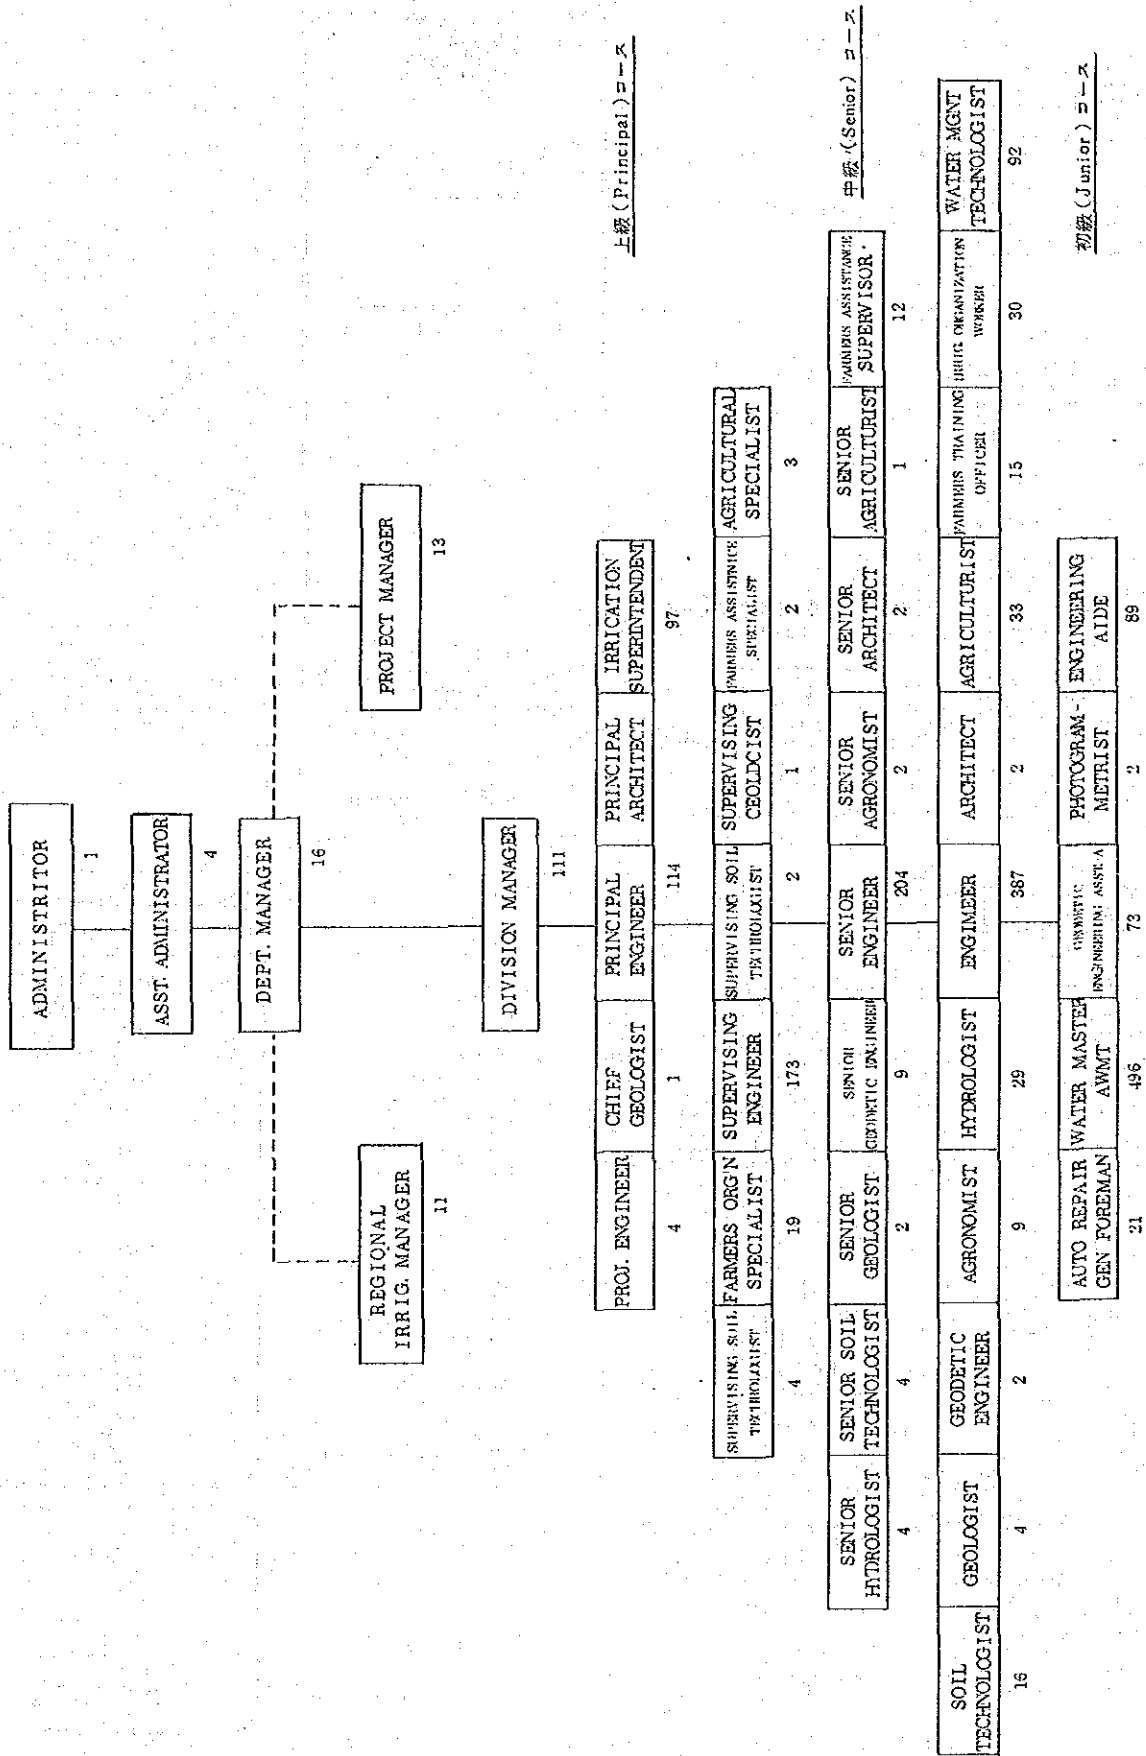 ADMINISTRITOR
1
ASST. ADMINISTRATOR
4
DEPT. MANAGER
16
REGIONAL
IRRIG. MANAGER
11
PROJECT MANAGER
13
DIVISION MANAGER
111
上級(Principal)コース
PROJ. ENGINEER
4
CHIEF
GEOLOGIST
1
PRINCIPAL
ENGINEER
114
PRINCIPAL
ARCHITECT
IRRICATION
SUPERINTENDENT
97
SUPERVISING SOIL
4
FARMERS ORG'N
SPECIALIST
19
SUPERVISING
ENGINEER
173
SUPERVISING SOIL
2
SUPERVISING
CEOLDCIST
1
FARMERS ASSISTNICE
SPECIALIST
2
AGRICULTURAL
SPECIALIST
3
中級(Senior)コース
SENIOR
HYDROLOGIST
4
SENIOR SOIL
TECHNOLOGIST
4
SENIOR
GEOLOGIST
2
SENIOR
GEODETIC ENGINEER
9
SENIOR
ENGINEER
204
SENIOR
AGRONOMIST
2
SENIOR
ARCHITECT
2
SENIOR
AGRICULTURIST
1
FARMERS ASSISTANCE
SUPERVISOR
12
SOIL
TECHNOLOGIST
16
GEOLOGIST
4
GEODETIC
ENGINEER
2
AGRONOMIST
9
HYDROLOGIST
29
ENGIMEER
387
ARCHITECT
2
AGRICULTURIST
33
FARMERS TRAINING
OFFICER
15
ORGANIZATION
WORKER
30
WATER MGNT
TECHNOLOGIST
92
初級(Junior)コース
AUTO REPAIR
GEN FOREMAN
21
WATER MASTER
AWMT
496
GEODETIC
ENGINEERING ASST. A
73
PHOTOGRAM-
METRIST
2
ENGINEERING
AIDE
89